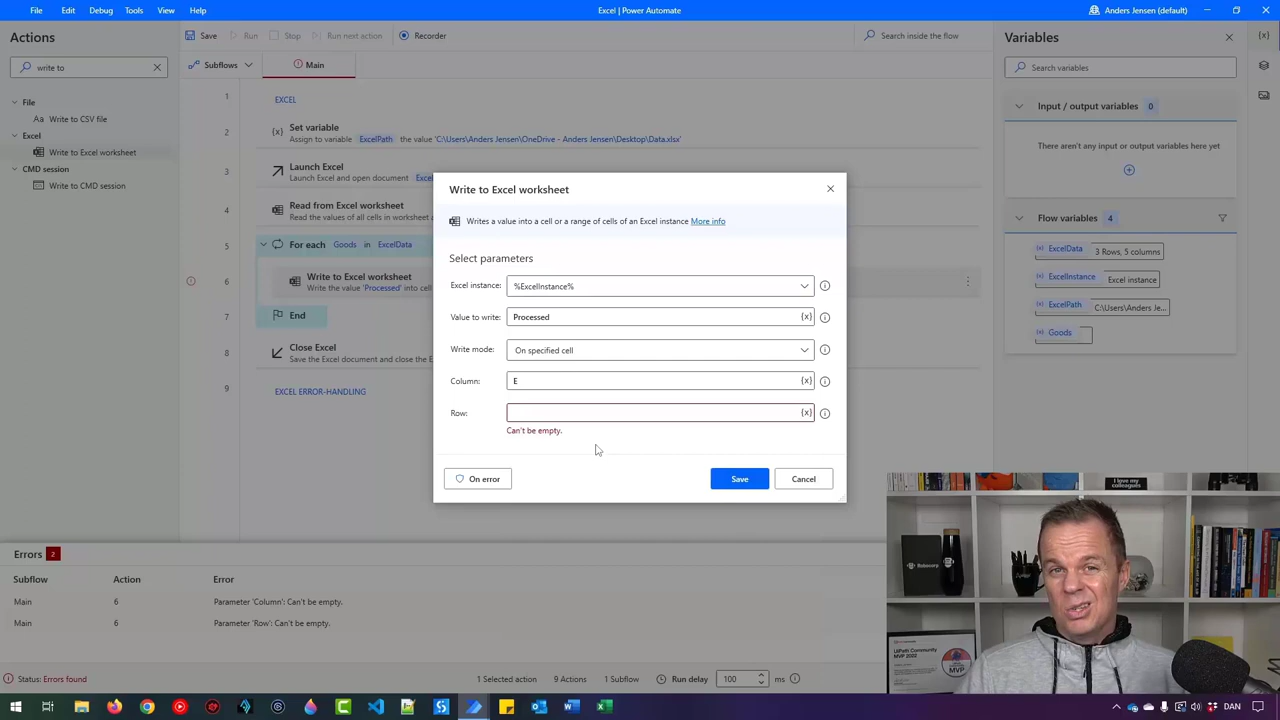 File Edit Debug Tools View Help
Excel | Power Automate
Anders Jensen (default)
Actions
write to
File
Write to CSV file
Excel
Write to Excel worksheet
CMD session
Write to CMD session
Save Run Stop Run next action Recorder
Search inside the flow
Subflows
Main
1 EXCEL
2 Set variable
Assign to variable ExcelPath the value 'C:\Users\Anders Jensen\OneDrive - Anders Jensen\Desktop\Data.xlsx'
3 Launch Excel
Launch Excel and open document Excel
4 Read from Excel worksheet
Read the values of all cells in worksheet a
5 For each Goods in ExcelData
6 Write to Excel worksheet
Write the value 'Processed' into cell
7 End
8 Close Excel
Save the Excel document and close the E
9 EXCEL ERROR-HANDLING
Write to Excel worksheet
Writes a value into a cell or a range of cells of an Excel instance More info
Select parameters
Excel instance: %ExcelInstance%
Value to write: Processed {x}
Write mode: On specified cell
Column: E {x}
Row: {x}
Can't be empty.
On error
Save
Cancel
Variables
Search variables
Input / output variables 0
There aren't any input or output variables here yet
Flow variables 4
ExcelData 3 Rows, 5 columns
ExcelInstance Excel instance
ExcelPath C:\Users\Anders Je...
Goods
Errors 2
Subflow Action Error
Main 6 Parameter 'Column': Can't be empty.
Main 6 Parameter 'Row': Can't be empty.
Status: Errors found
1 Selected action 9 Actions 1 Subflow Run delay 100 ms
I love my
colleagues
Robocorp
UiPath Community
MVP 2022
DAN